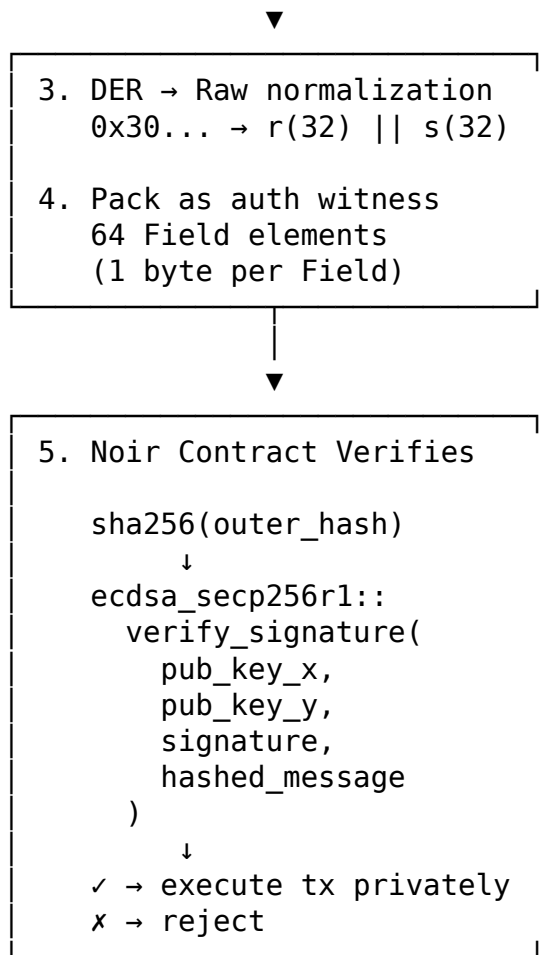 ▼
3. DER → Raw normalization
0x30... → r(32) || s(32)
4. Pack as auth witness
64 Field elements
(1 byte per Field)
▼
5. Noir Contract Verifies
sha256(outer_hash)
↓
ecdsa_secp256r1::
verify_signature(
pub_key_x,
pub_key_y,
signature,
hashed_message
)
↓
✓ → execute tx privately
✗ → reject